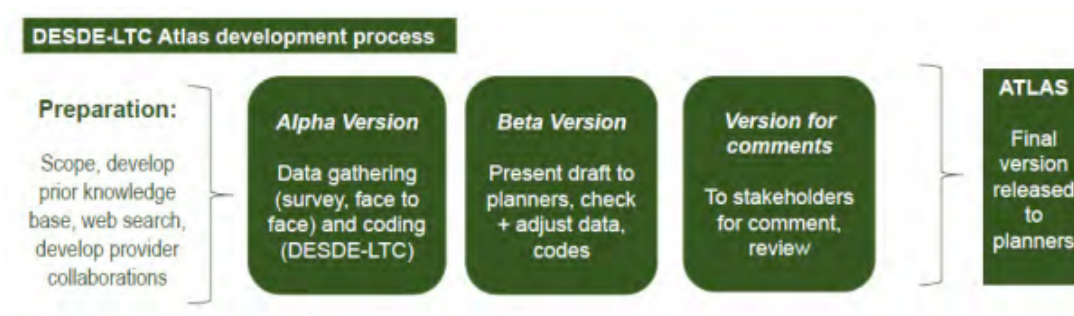 DESDE-LTC Atlas development process
Preparation:
Scope, develop
prior knowledge
base, web search,
develop provider
collaborations
Alpha Version
Data gathering
(survey, face to
face) and coding
(DESDE-LTC)
Beta Version
Present draft to
planners, check
+ adjust data,
codes
Version for
comments
To stakeholders
for comment,
review
ATLAS
Final
version
released
to
planners